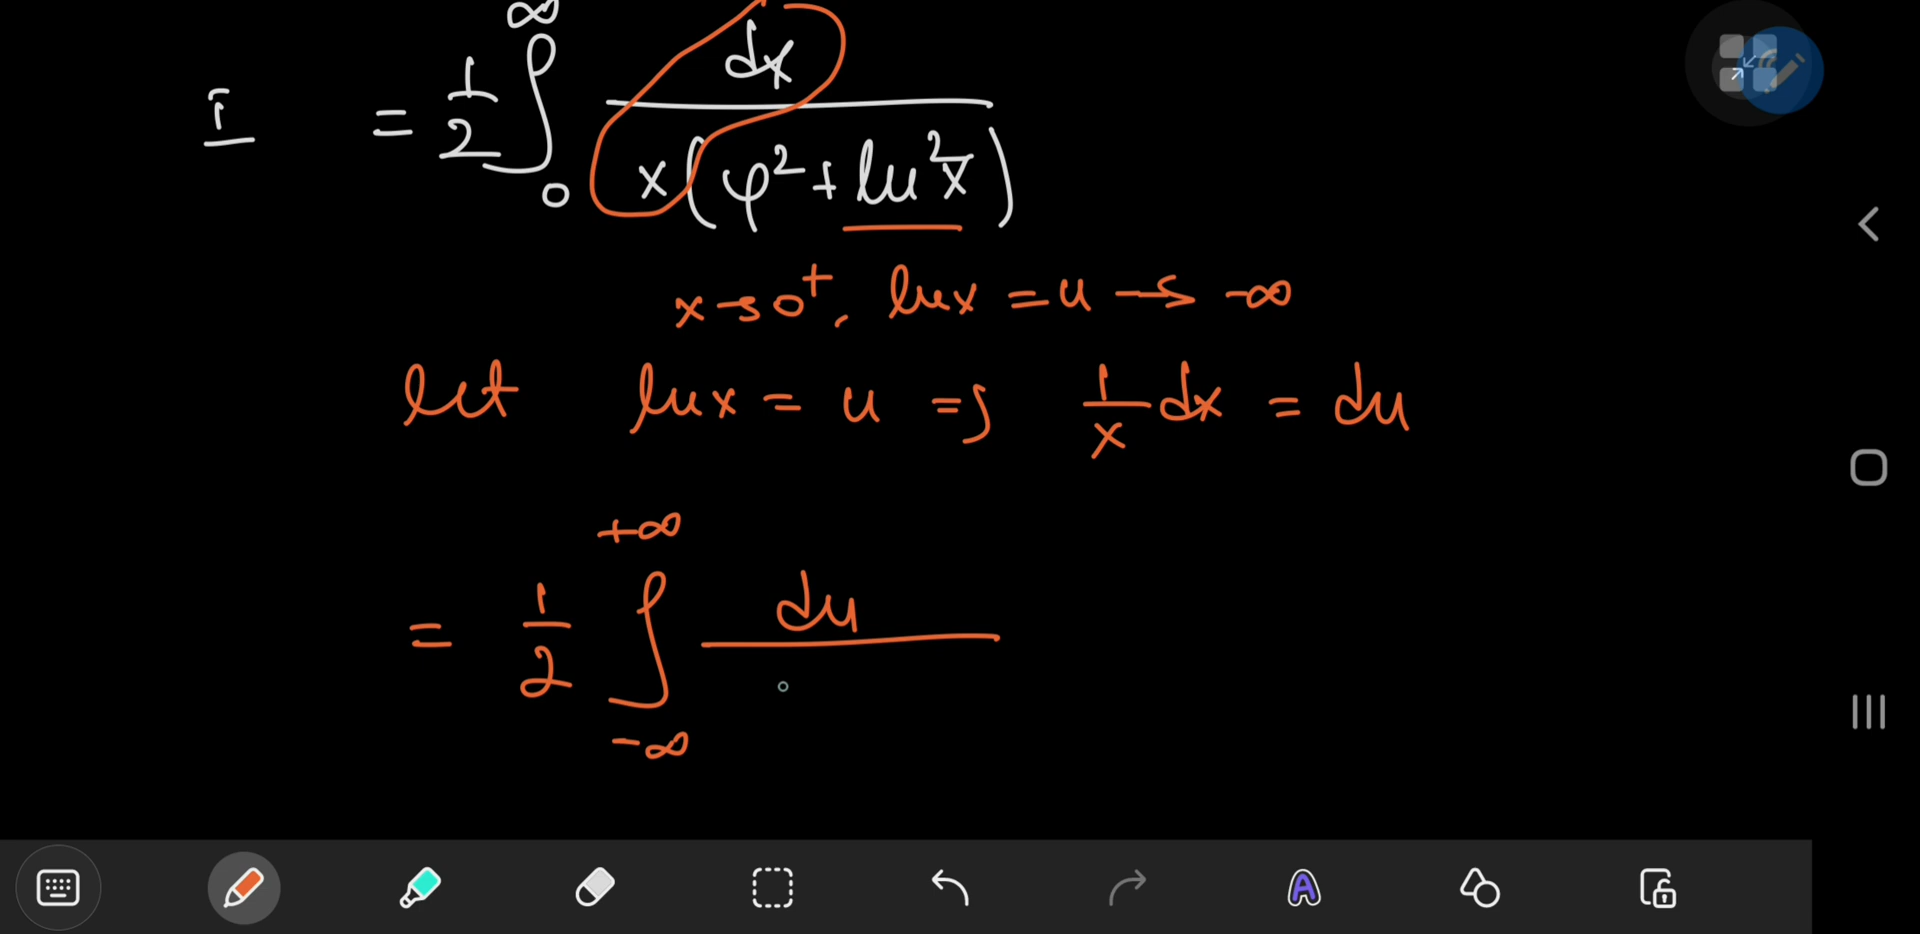 I = 1/2 ∫₀^∞ dx / x(φ² + ln²x)
x → 0⁺, lnx = u → -∞
let lnx = u ⇒ 1/x dx = du
= 1/2 ∫_{-∞}^{+∞} du /
A